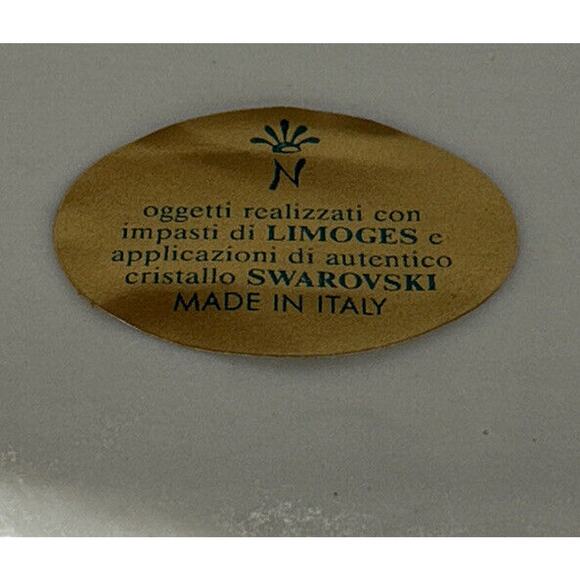 N
oggetti realizzati con
impasti di LIMOGES e
applicazioni di autentico
cristallo SWAROVSKI
MADE IN ITALY